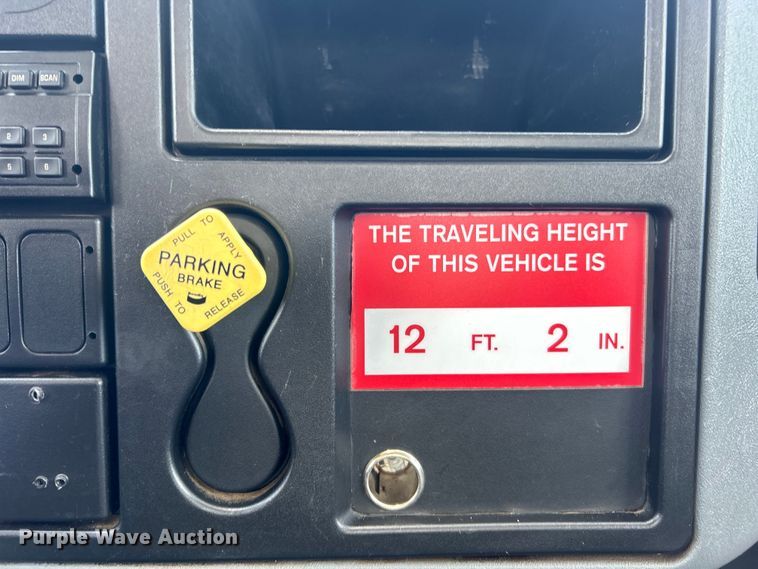 DIM SCAN
2 3
5 6
PULL TO APPLY
PARKING
BRAKE
PUSH TO RELEASE
THE TRAVELING HEIGHT
OF THIS VEHICLE IS
12 FT. 2 IN.
Purple Wave Auction